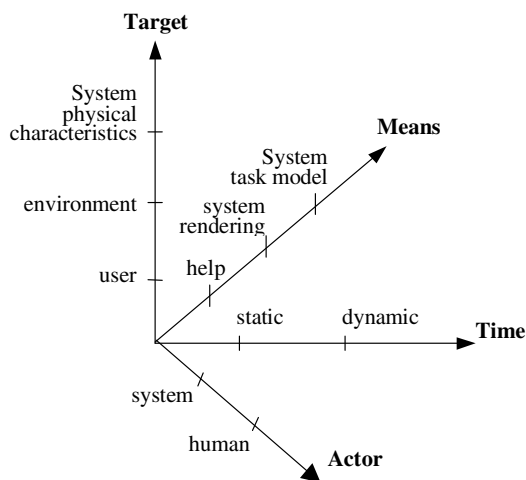 Target
System
physical
characteristics
Means
System
task model
environment
system
rendering
user
help
static
dynamic
Time
system
human
Actor